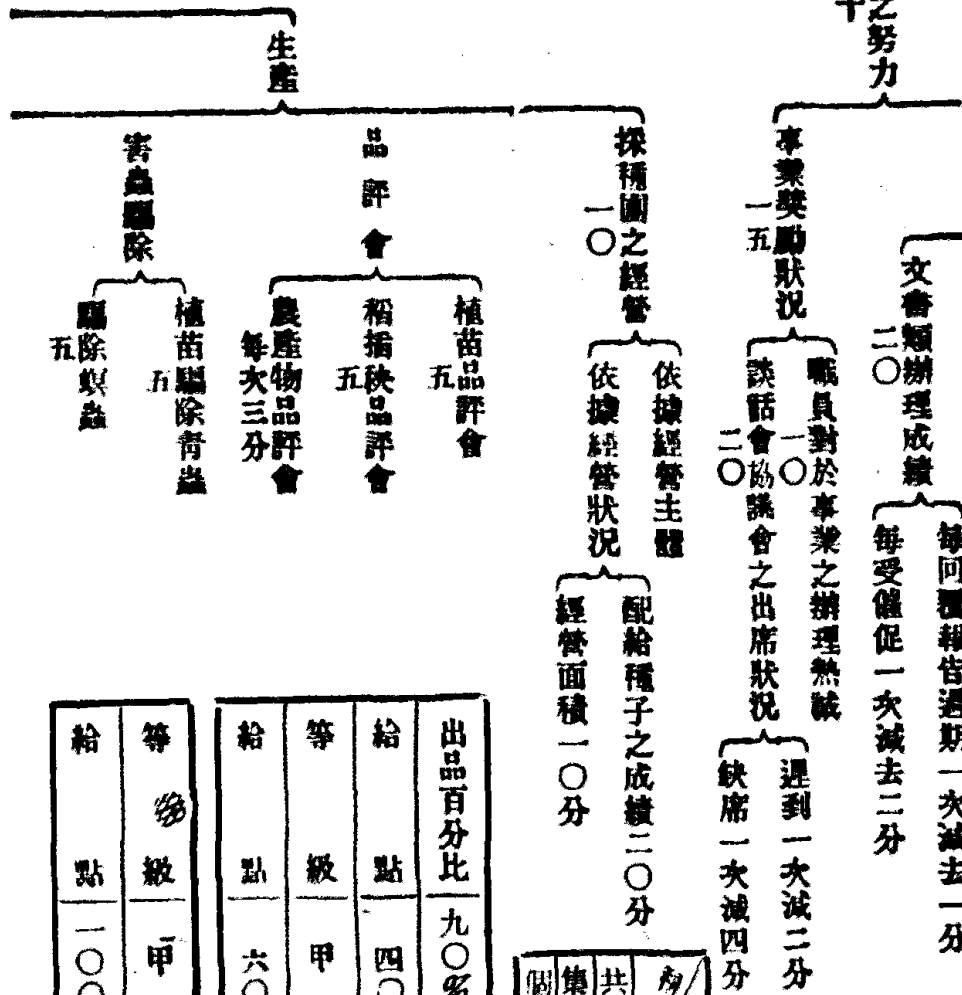 之努力
十
事業獎勵狀況
一五
文書類辦理成績
二〇
每回覆報告遲期一次減去一分
每受催促一次減去二分
職員對於事業之辦理熱誠
一〇
談話會協議會之出席狀況
二〇
遲到一次減二分
缺席一次減四分
生產
採種圃之經營
一〇
依據經營主體
依據經營狀況
配給種子之成績二〇分
經營面積一〇分
品評會
植苗品評會
五
稻插秧品評會
五
農產物品評會
每次三分
害蟲驅除
植苗驅除青蟲
五
驅除螟蟲
五
共
集
出品百分比 九〇%
給點 四〇
等級 甲
給點 六〇
等級 甲
給點 一〇〇